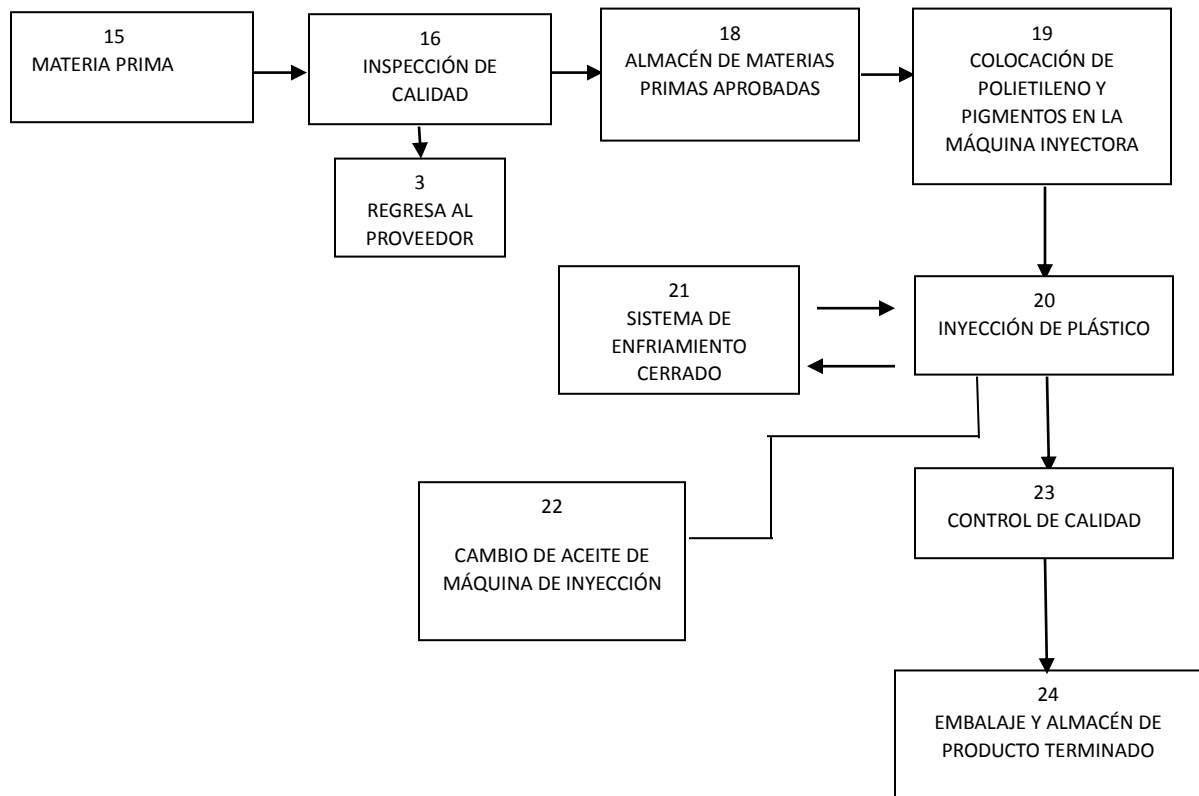 15
MATERIA PRIMA
16
INSPECCIÓN DE
CALIDAD
18
ALMACÉN DE MATERIAS
PRIMAS APROBADAS
19
COLOCACIÓN DE
POLIETILENO Y
PIGMENTOS EN LA
MÁQUINA INYECTORA
3
REGRESA AL
PROVEEDOR
21
SISTEMA DE
ENFRIAMIENTO
CERRADO
20
INYECCIÓN DE PLÁSTICO
22
CAMBIO DE ACEITE DE
MÁQUINA DE INYECCIÓN
23
CONTROL DE CALIDAD
24
EMBALAJE Y ALMACÉN DE
PRODUCTO TERMINADO